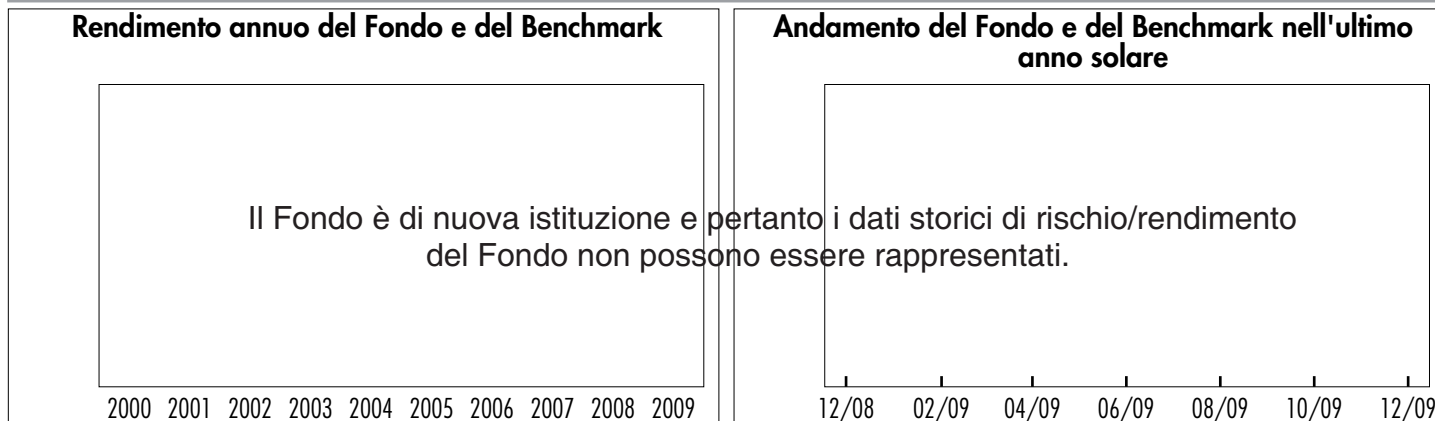 Rendimento annuo del Fondo e del Benchmark
Andamento del Fondo e del Benchmark nell'ultimo
anno solare
Il Fondo è di nuova istituzione e pertanto i dati storici di rischio/rendimento
del Fondo non possono essere rappresentati.
2000 2001 2002 2003 2004 2005 2006 2007 2008 2009
12/08 02/09 04/09 06/09 08/09 10/09 12/09